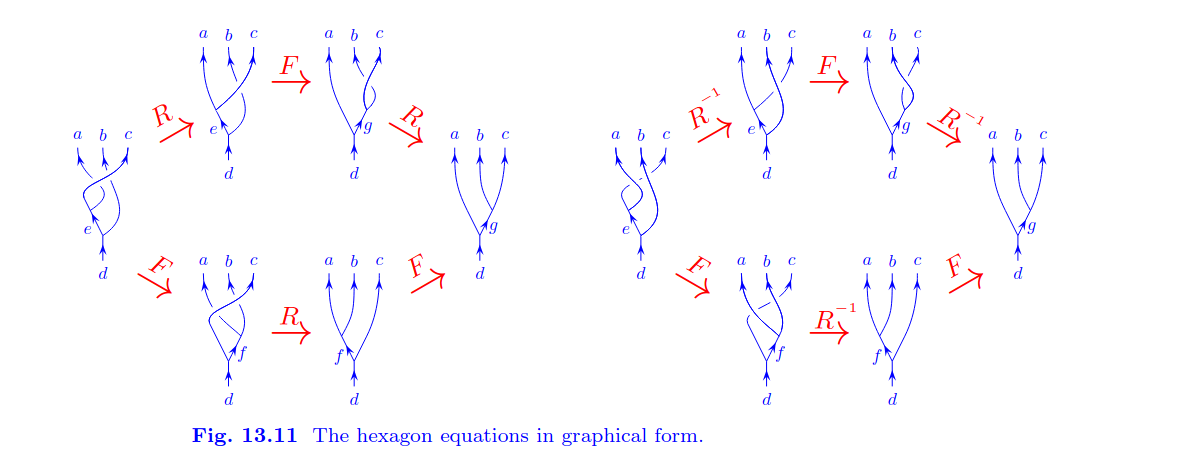 a b c a b c a b c a b c
F F
R R R⁻¹ R⁻¹
e g e g
a b c a b c a b c a b c
d d d d
e g e g
d d d d
F F F F
a b c a b c a b c a b c
R R⁻¹
f f f f
d d d d
Fig. 13.11 The hexagon equations in graphical form.